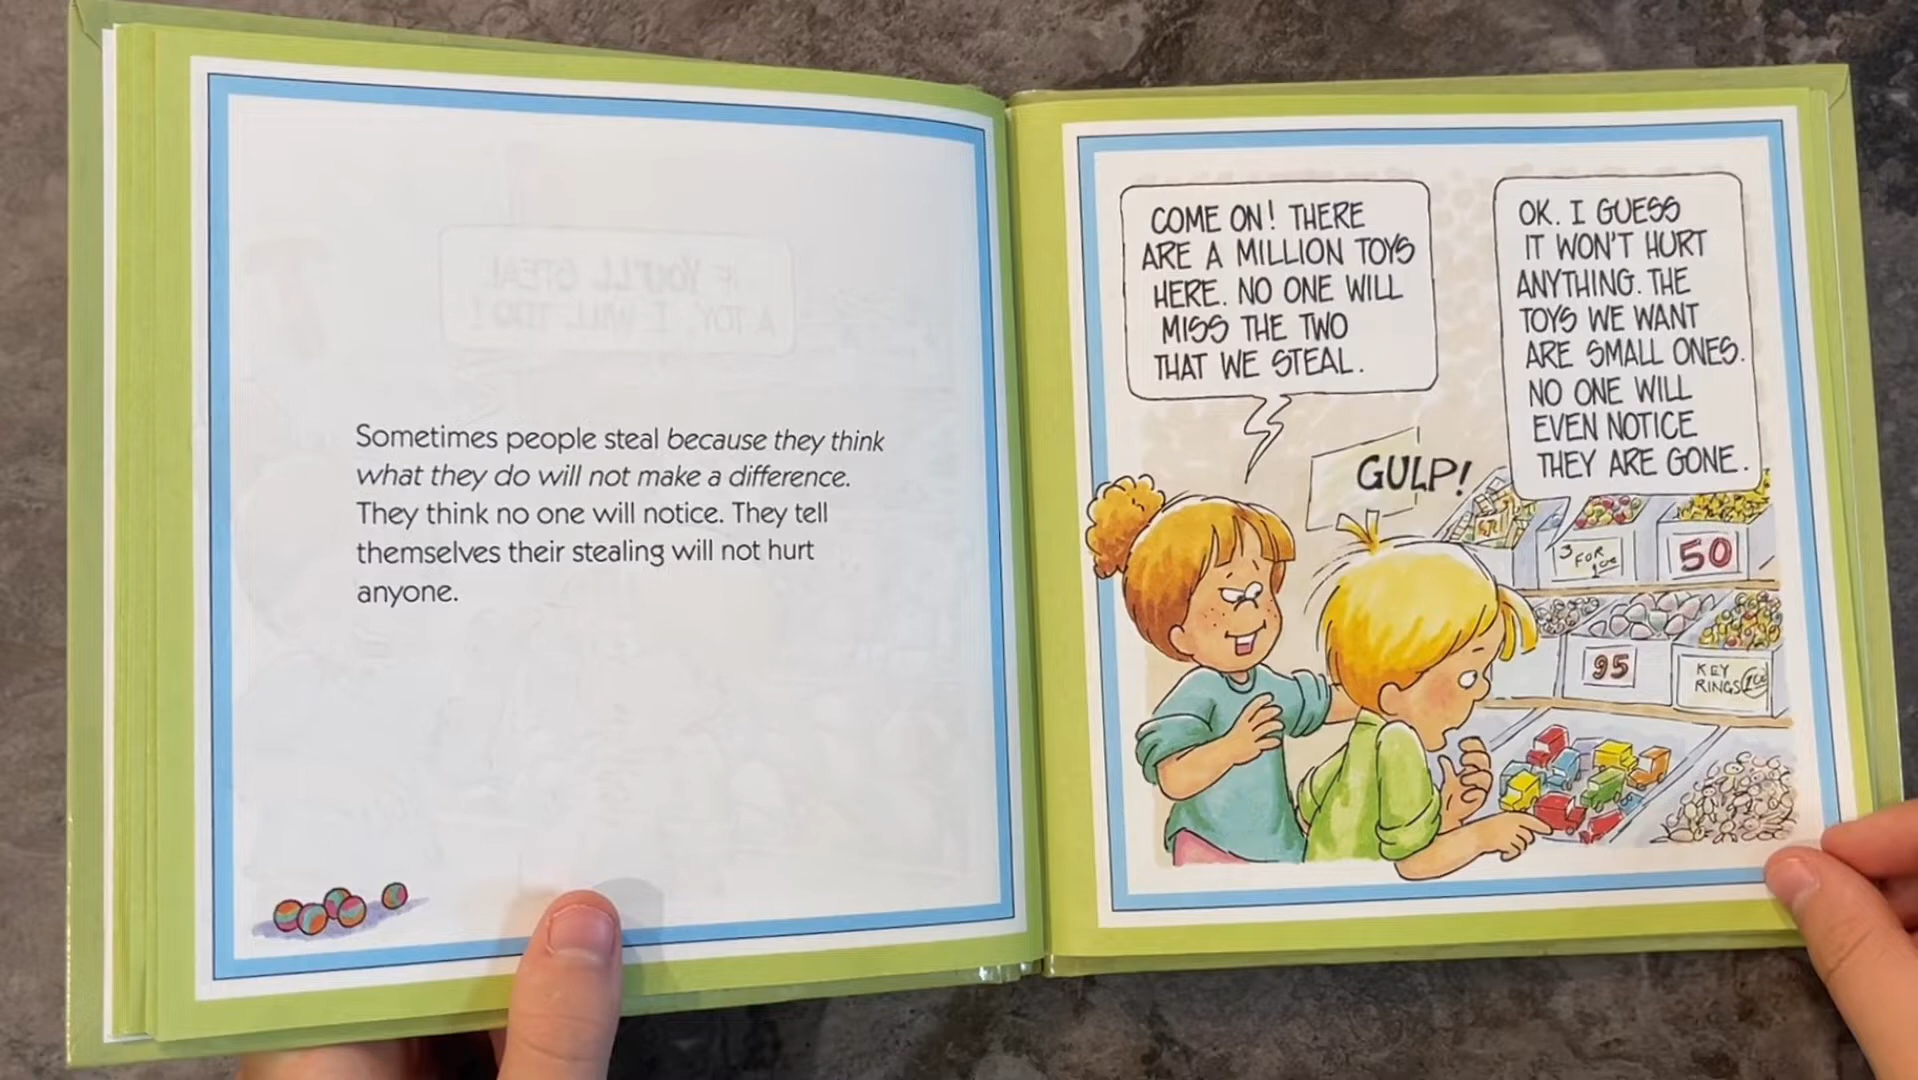 Sometimes people steal because they think
what they do will not make a difference.
They think no one will notice. They tell
themselves their stealing will not hurt
anyone.
COME ON! THERE
ARE A MILLION TOYS
HERE. NO ONE WILL
MISS THE TWO
THAT WE STEAL.
OK. I GUESS
IT WON'T HURT
ANYTHING. THE
TOYS WE WANT
ARE SMALL ONES.
NO ONE WILL
EVEN NOTICE
THEY ARE GONE.
GULP!
3
FOR
50
95
KEY
RINGS